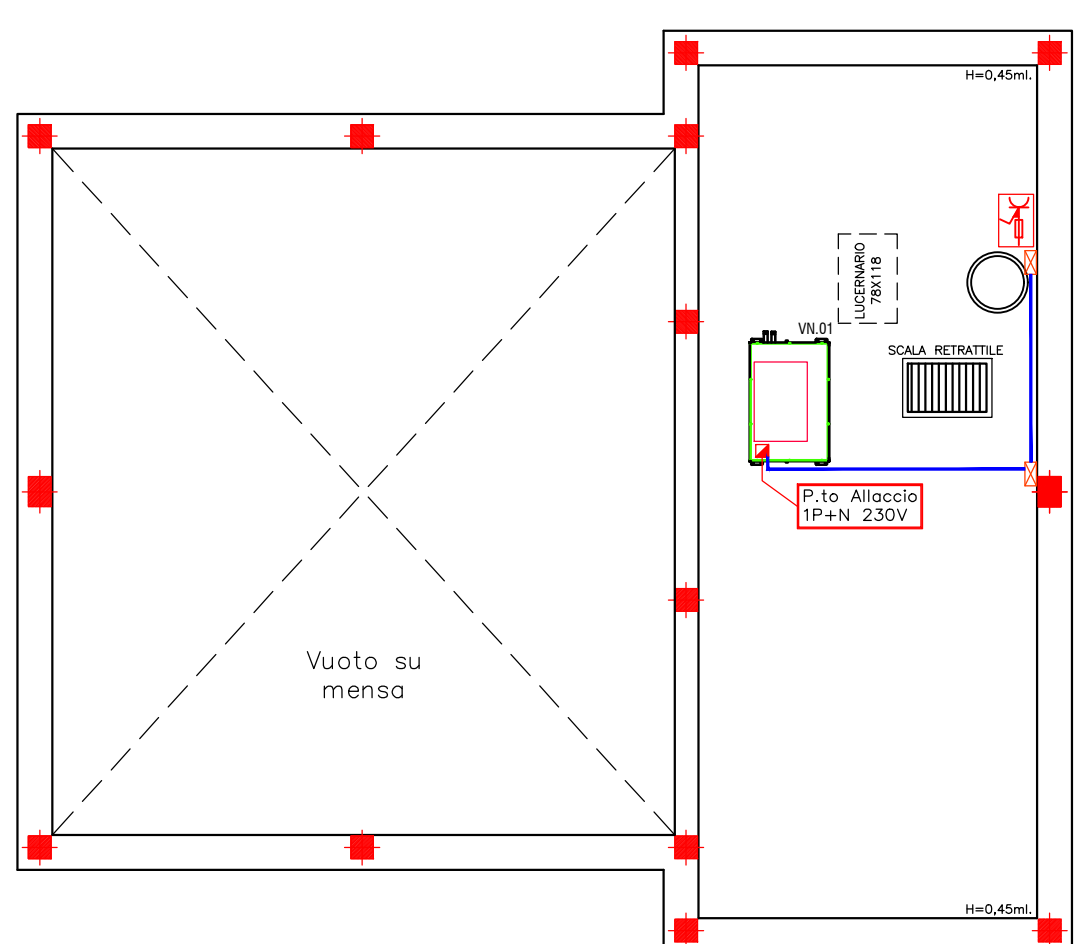 H=0,45ml.
LUCERNARIO
78X118
VN.01
SCALA RETRATTILE
P.to Allaccio
1P+N 230V
Vuoto su
mensa
H=0,45ml.